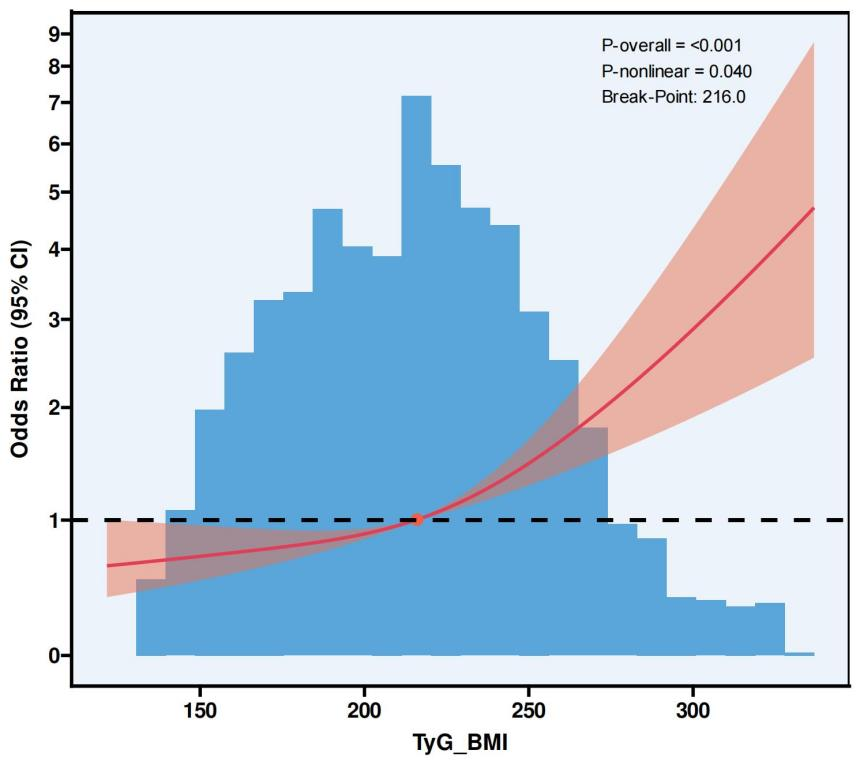 P-overall = <0.001
P-nonlinear = 0.040
Break-Point: 216.0
Odds Ratio (95% CI)
9
8
7
6
5
4
3
2
1
0
150 200 250 300
TyG_BMI